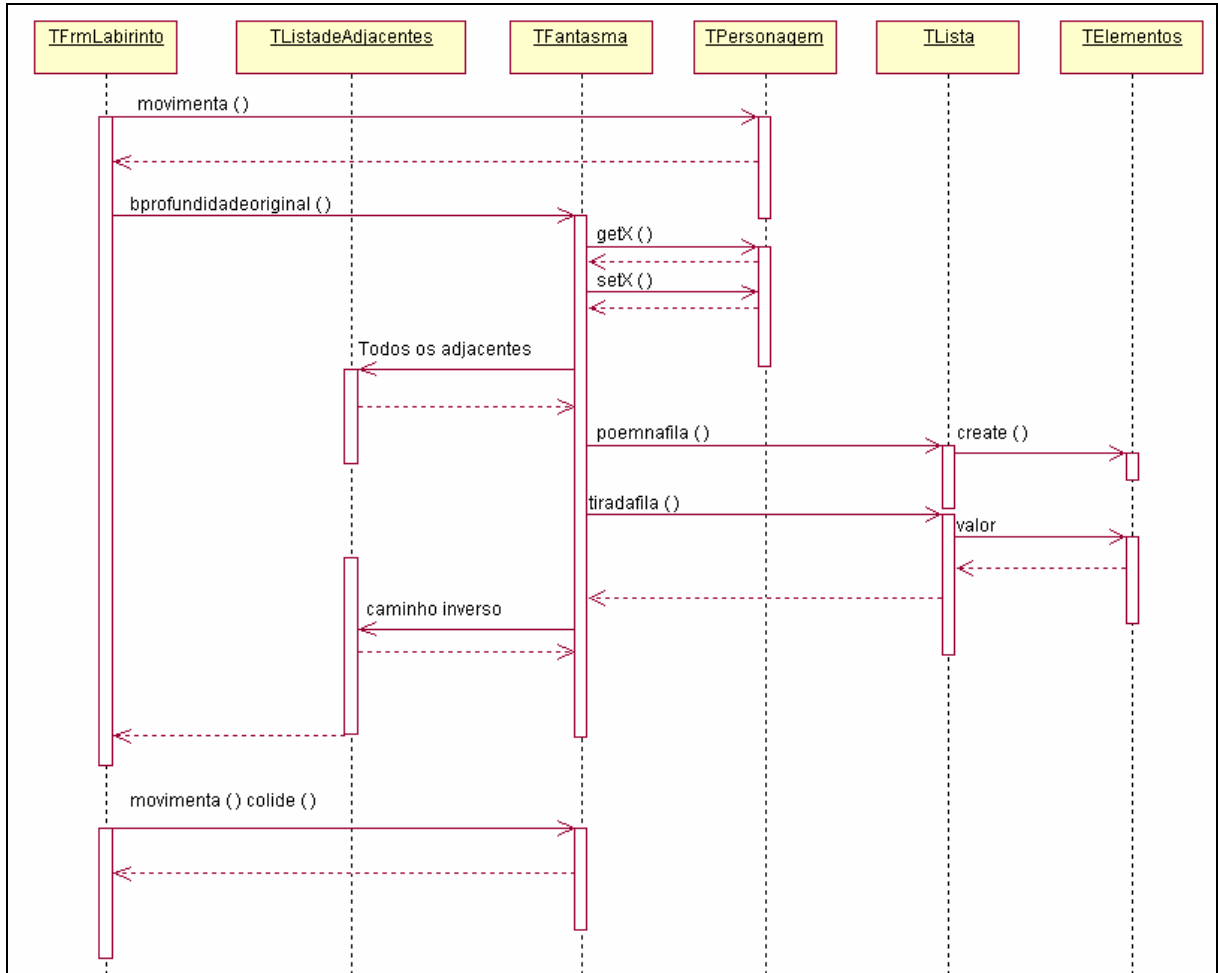 TFrmLabirinto TListadeAdjacentes TFantasma TPersonagem TLista TElementos
movimenta ()
bprofundidadeoriginal ()
getX ()
setX ()
Todos os adjacentes
poemnafila () create ()
tiradafila ()
valor
caminho inverso
movimenta () colide ()